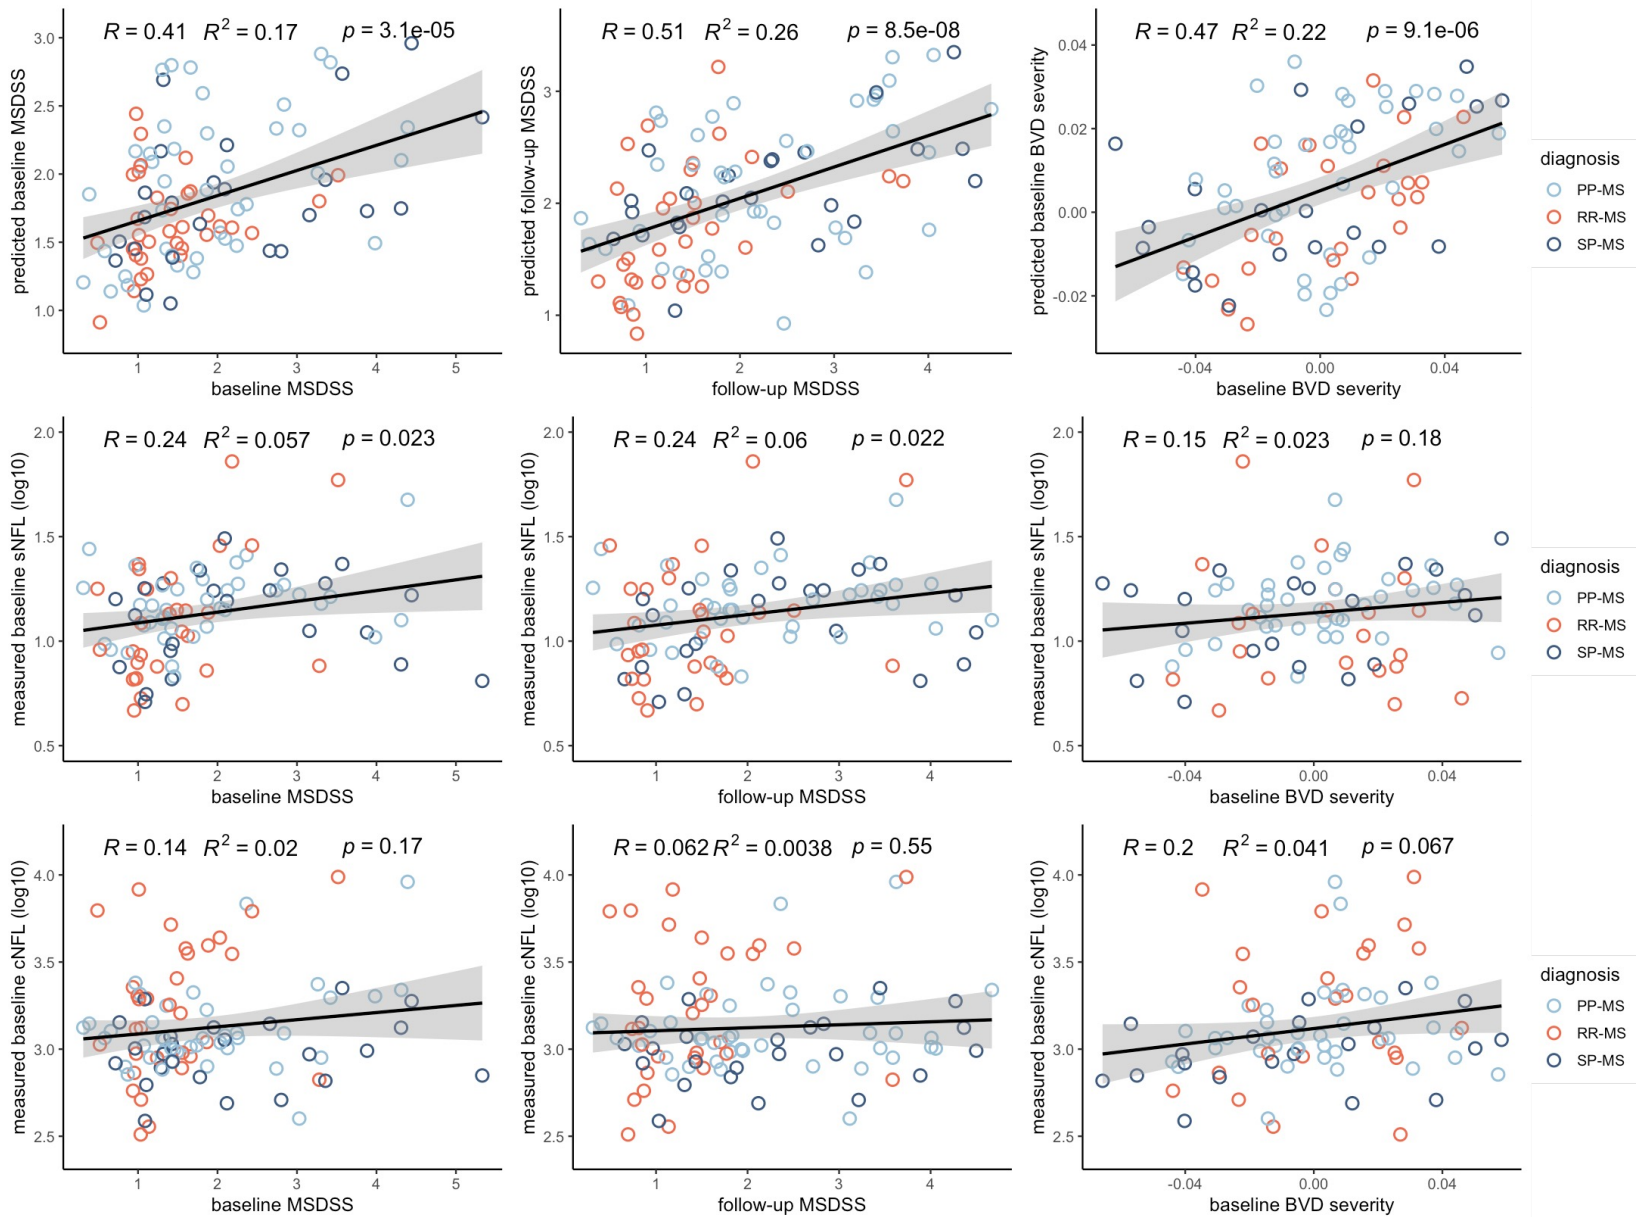 R = 0.41 R² = 0.17 p = 3.1e-05
predicted baseline MSDSS
3.0
2.5
2.0
1.5
1.0
1 2 3 4 5
baseline MSDSS
R = 0.51 R² = 0.26 p = 8.5e-08
predicted follow-up MSDSS
3
2
1
1 2 3 4
follow-up MSDSS
R = 0.47 R² = 0.22 p = 9.1e-06
predicted baseline BVD severity
0.04
0.02
0.00
-0.02
-0.04 0.00 0.04
baseline BVD severity
diagnosis
PP-MS
RR-MS
SP-MS
R = 0.24 R² = 0.057 p = 0.023
measured baseline sNFL (log10)
2.0
1.5
1.0
0.5
1 2 3 4 5
baseline MSDSS
R = 0.24 R² = 0.06 p = 0.022
measured baseline sNFL (log10)
2.0
1.5
1.0
0.5
1 2 3 4
follow-up MSDSS
R = 0.15 R² = 0.023 p = 0.18
measured baseline sNFL (log10)
2.0
1.5
1.0
0.5
-0.04 0.00 0.04
baseline BVD severity
diagnosis
PP-MS
RR-MS
SP-MS
R = 0.14 R² = 0.02 p = 0.17
measured baseline cNFL (log10)
4.0
3.5
3.0
2.5
1 2 3 4 5
baseline MSDSS
R = 0.062 R² = 0.0038 p = 0.55
measured baseline cNFL (log10)
4.0
3.5
3.0
2.5
1 2 3 4
follow-up MSDSS
R = 0.2 R² = 0.041 p = 0.067
measured baseline cNFL (log10)
4.0
3.5
3.0
2.5
-0.04 0.00 0.04
baseline BVD severity
diagnosis
PP-MS
RR-MS
SP-MS